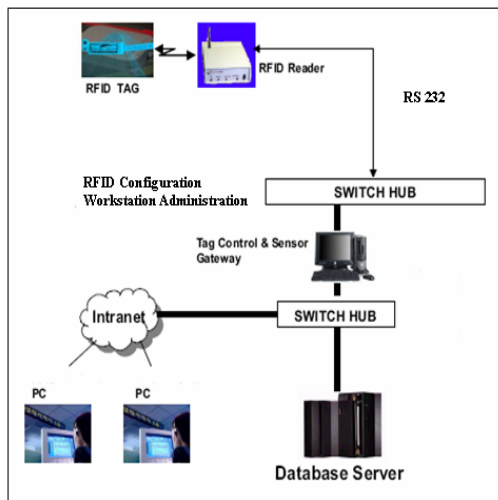 RFID TAG
RFID Reader
RS 232
RFID Configuration
Workstation Administration
SWITCH HUB
Tag Control & Sensor
Gateway
Intranet
SWITCH HUB
PC
PC
Database Server